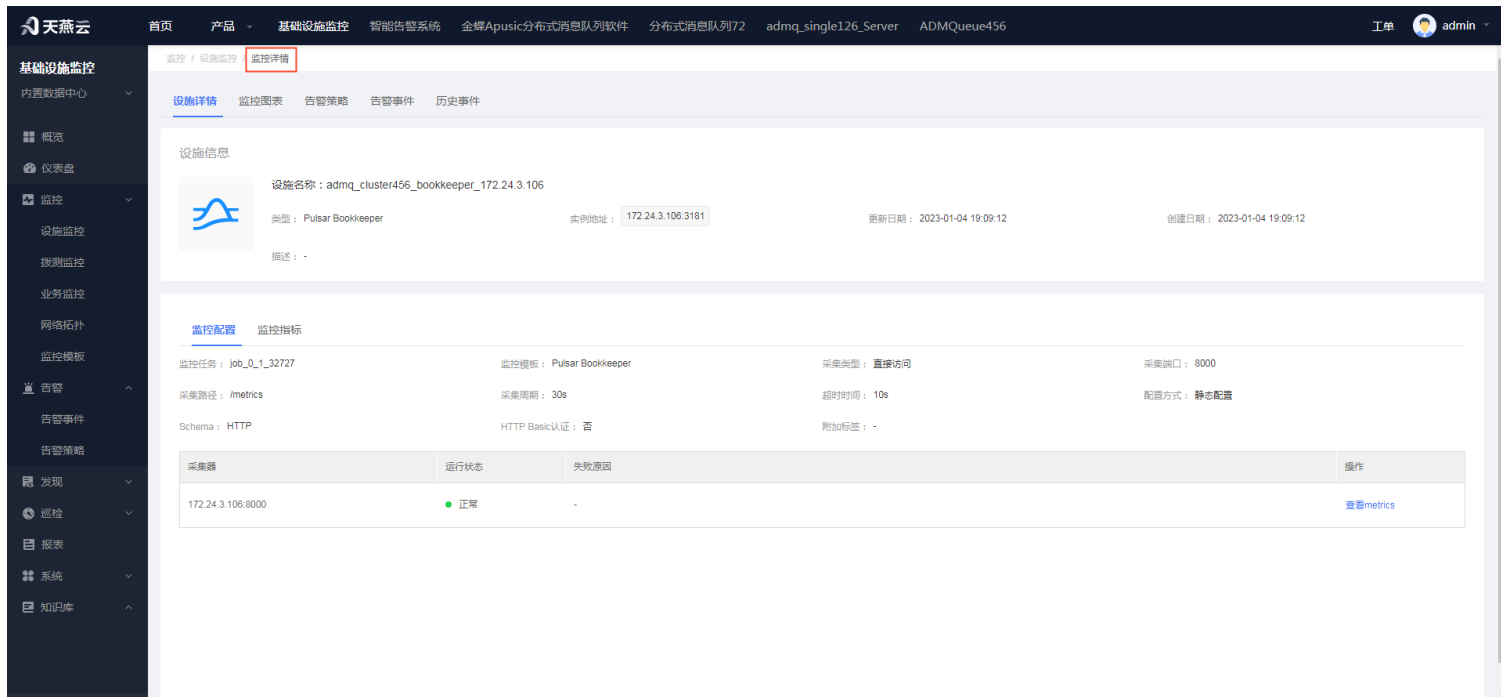 天燕云 首页 产品 基础设施监控 智能告警系统 金蝶Apusic分布式消息队列软件 分布式消息队列72 admq_single126_Server ADMQueue456 工单 admin
基础设施监控
内置数据中心
概览
仪表盘
监控
设施监控
拨测监控
业务监控
网络拓扑
监控模板
告警
告警事件
告警策略
发现
巡检
报表
系统
知识库
监控 / 设施监控 / 监控详情
设施详情 监控图表 告警策略 告警事件 历史事件
设施信息
设施名称：admq_cluster456_bookkeeper_172.24.3.106
类型： Pulsar Bookkeeper 实例地址： 172.24.3.106:3181 更新日期： 2023-01-04 19:09:12 创建日期： 2023-01-04 19:09:12
描述： -
监控配置 监控指标
监控任务： job_0_1_32727 监控模板： Pulsar Bookkeeper 采集类型： 直接访问 采集端口： 8000
采集路径： /metrics 采集周期： 30s 超时时间： 10s 配置方式： 静态配置
Schema： HTTP HTTP Basic认证： 否 附加标签： -
采集器 运行状态 失败原因 操作
172.24.3.106:8000 正常 - 查看metrics